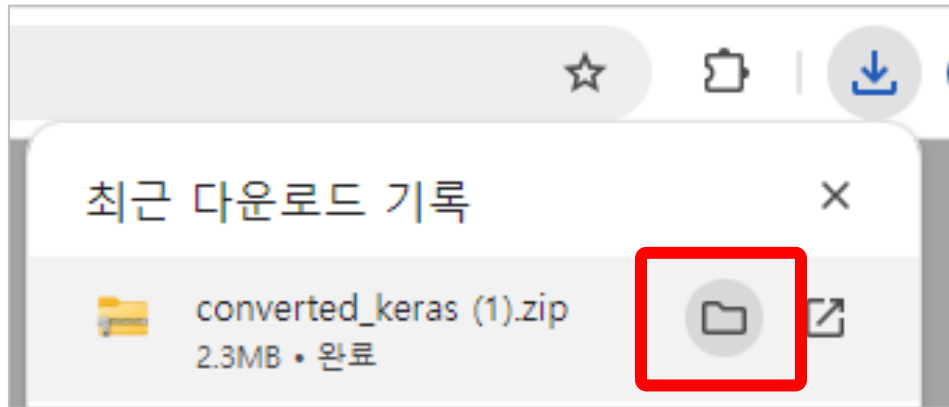 최근 다운로드 기록
converted_keras (1).zip
2.3MB • 완료